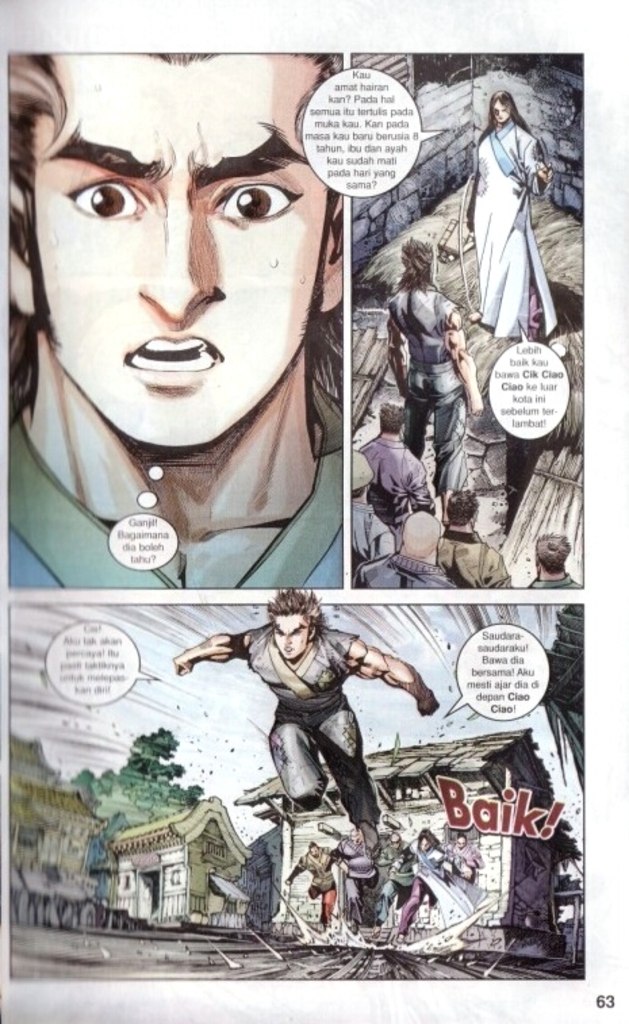 Kau
amat hairan
kan? Pada hal
semua itu tertulis pada
muka kau. Kan pada
masa kau baru berusia 8
tahun, ibu dan ayah
kau sudah mati
pada hari yang
sama?
Ganjil!
Bagaimana
dia boleh
tahu?
Lebih
baik kau
bawa Cik Ciao
Ciao ke luar
kota ini
sebelum ter-
lambat!
Aku tak akan
percaya! Itu
pasti taktiknya
untuk melepas-
kan diri!
Saudara-
saudaraku!
Bawa dia
bersama! Aku
mesti ajar dia di
depan Ciao
Ciao!
Baik!
63